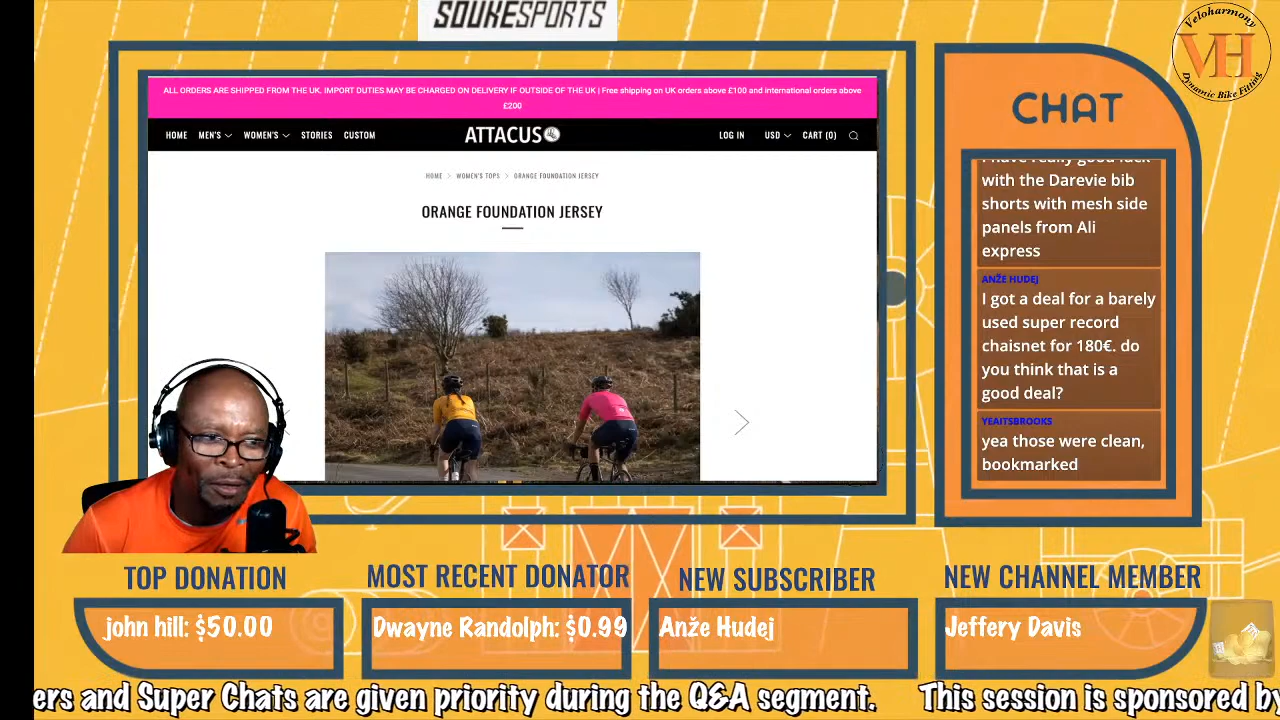 SOUKESPORTS
Veloharmony
VH
Dynamic Bike Fitting
ALL ORDERS ARE SHIPPED FROM THE UK. IMPORT DUTIES MAY BE CHARGED ON DELIVERY IF OUTSIDE OF THE UK | Free shipping on UK orders above £100 and international orders above
£200
HOME MEN'S WOMEN'S STORIES CUSTOM ATTACUS LOG IN USD CART (0)
HOME > WOMEN'S TOPS > ORANGE FOUNDATION JERSEY
ORANGE FOUNDATION JERSEY
CHAT
I have really good luck
with the Darevie bib
shorts with mesh side
panels from Ali
express
ANŽE HUDEJ
I got a deal for a barely
used super record
chaisnet for 180€. do
you think that is a
good deal?
YEAITSBROOKS
yea those were clean,
bookmarked
TOP DONATION
john hill: $50.00
MOST RECENT DONATOR
Dwayne Randolph: $0.99
NEW SUBSCRIBER
Anže Hudej
NEW CHANNEL MEMBER
Jeffery Davis
ers and Super Chats are given priority during the Q&A segment. This session is sponsored by